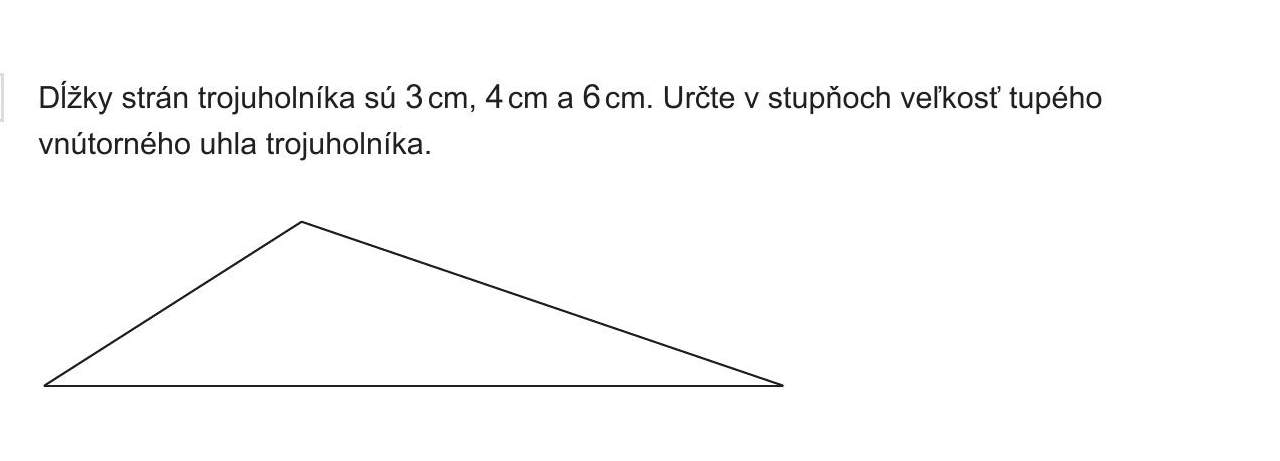 Dĺžky strán trojuholníka sú 3 cm, 4 cm a 6 cm. Určte v stupňoch veľkosť tupého
vnútorného uhla trojuholníka.